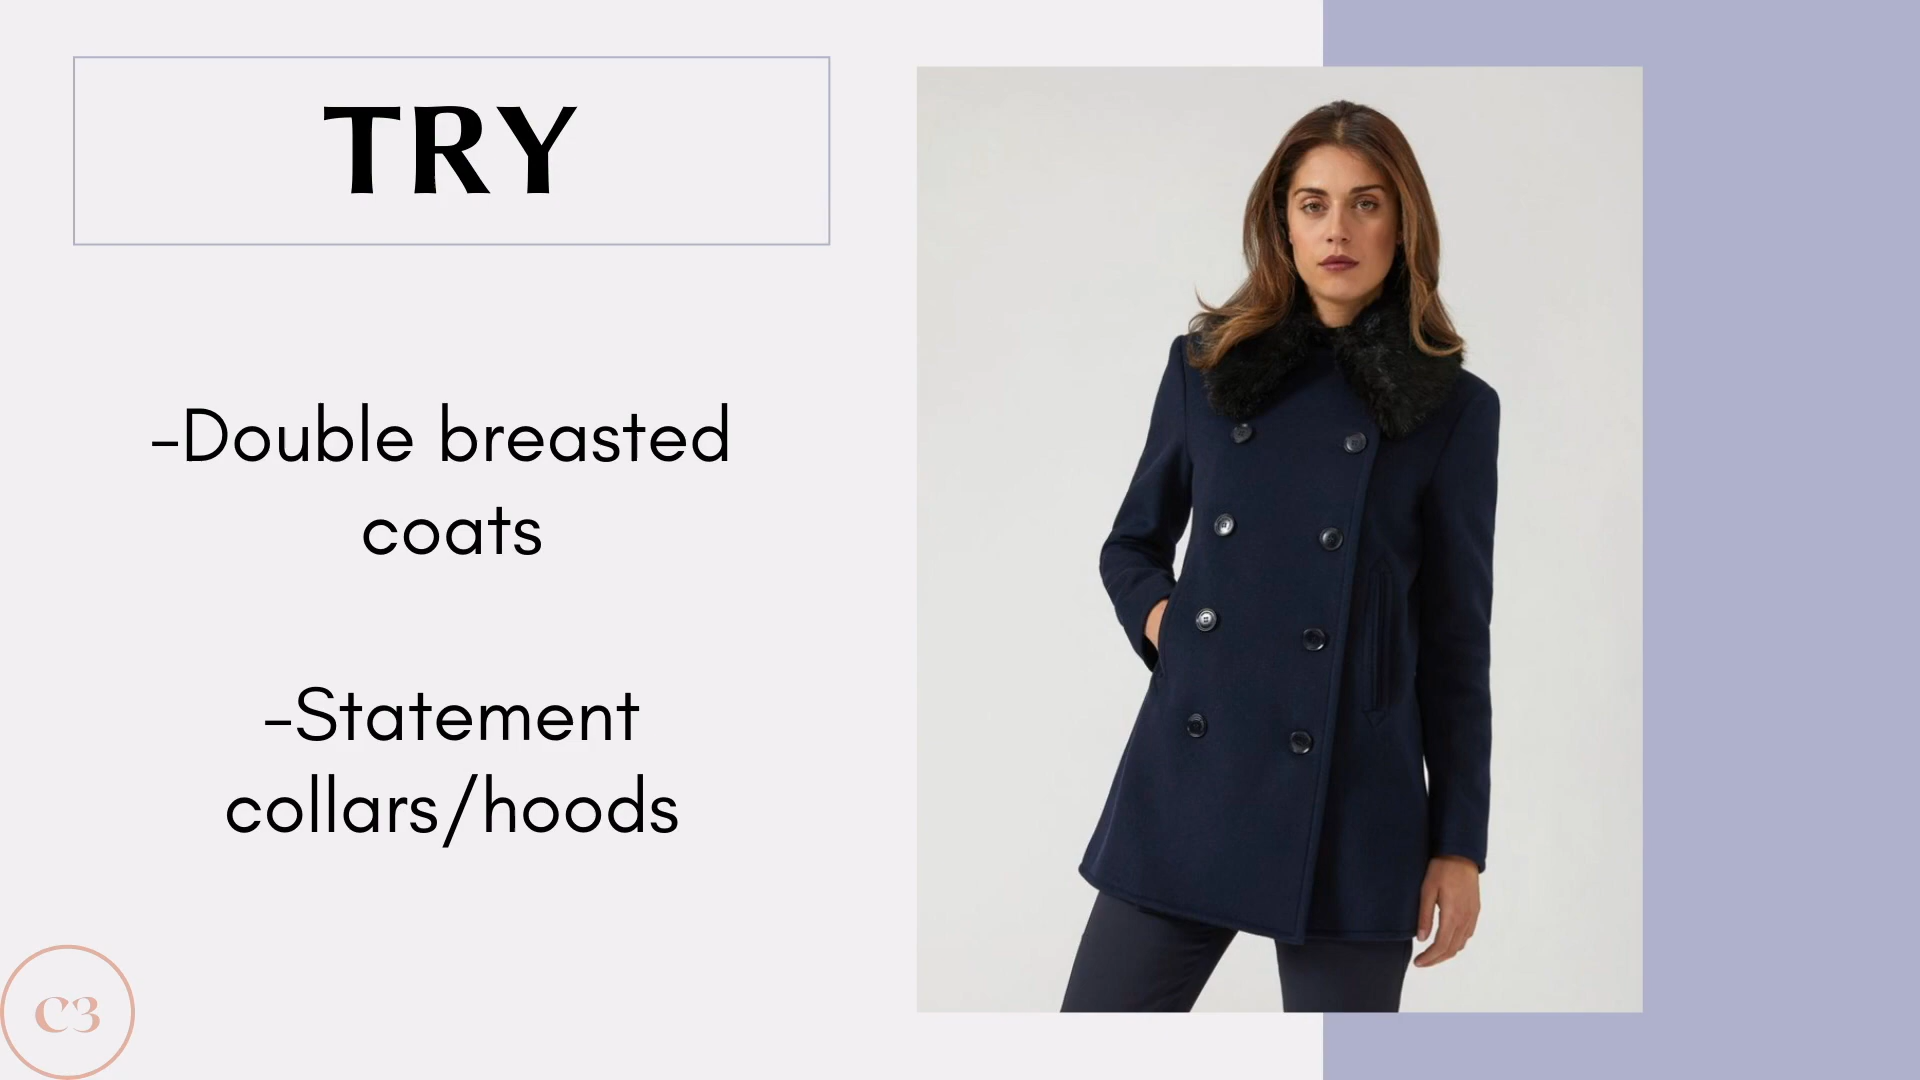 TRY
-Double breasted
coats
-Statement
collars/hoods
C3